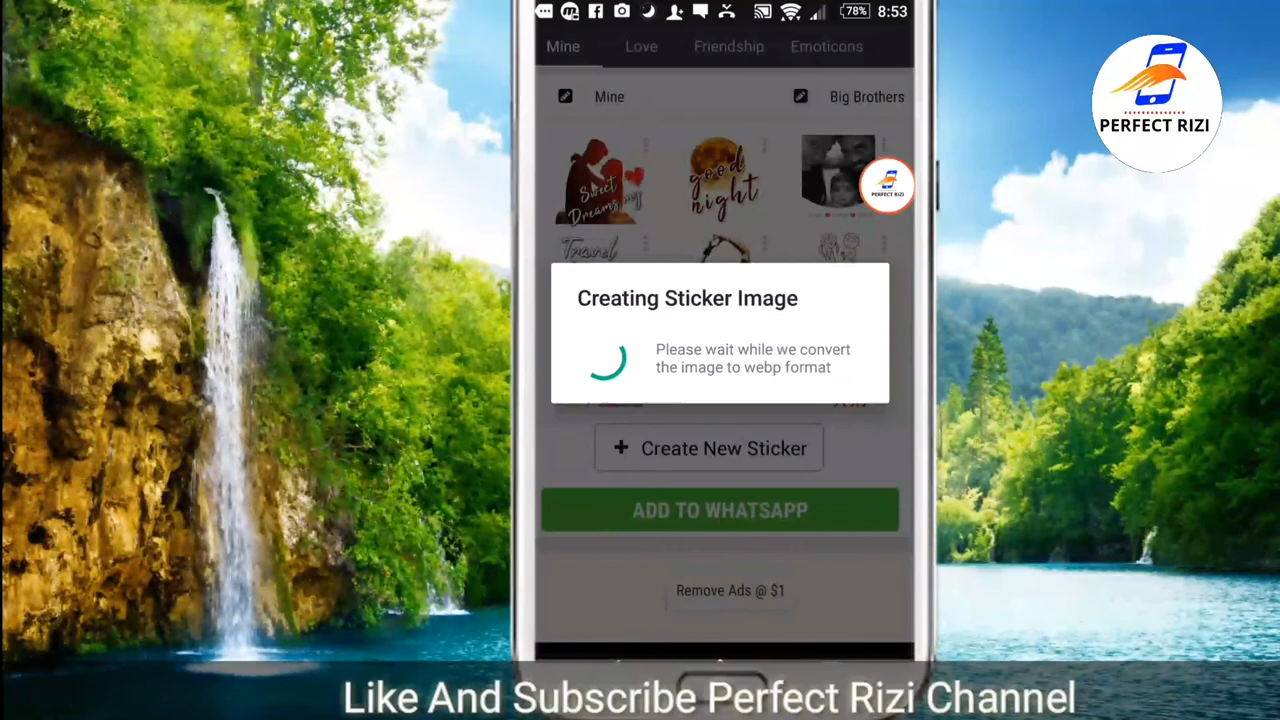 78%
8:53
Mine
Love
Friendship
Emoticons
Mine
Big Brothers
Sweet
Dreams my
good
night
Travel
PERFECT RIZI
PERFECT RIZI
Creating Sticker Image
Please wait while we convert
the image to webp format
+ Create New Sticker
ADD TO WHATSAPP
Remove Ads @ $1
Like And Subscribe Perfect Rizi Channel